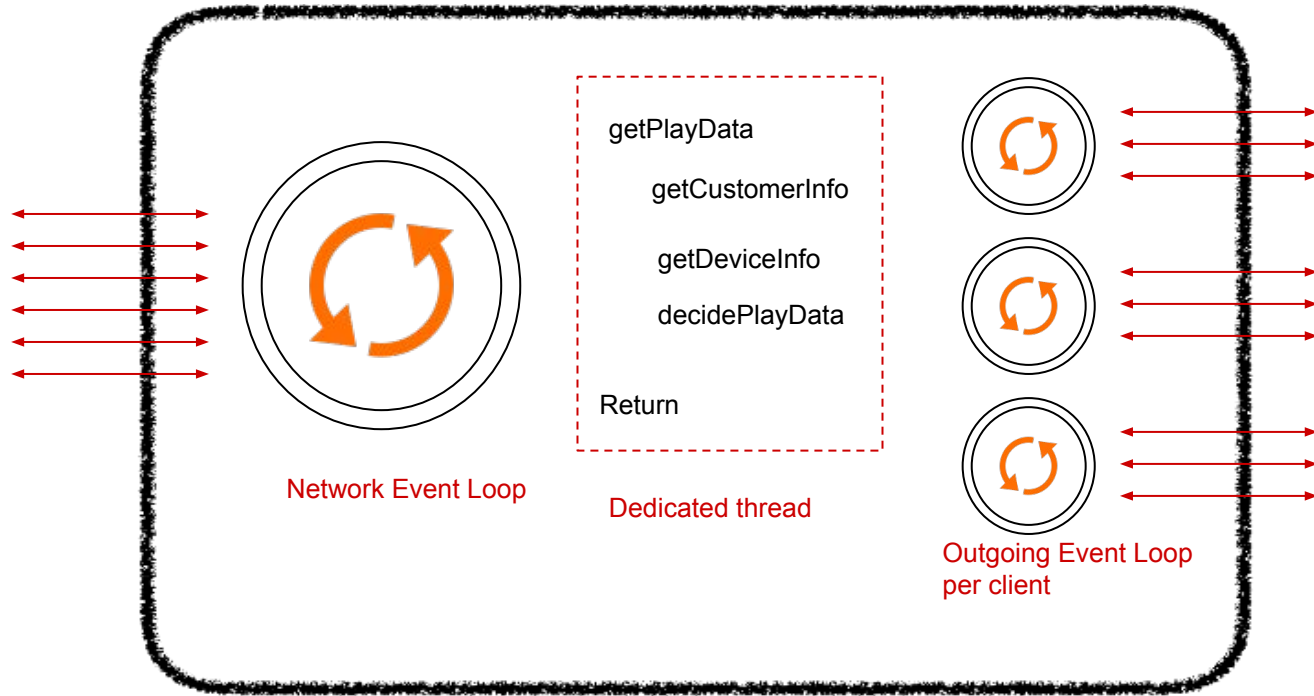 getPlayData
getCustomerInfo
getDeviceInfo
decidePlayData
Return
Network Event Loop
Dedicated thread
Outgoing Event Loop
per client